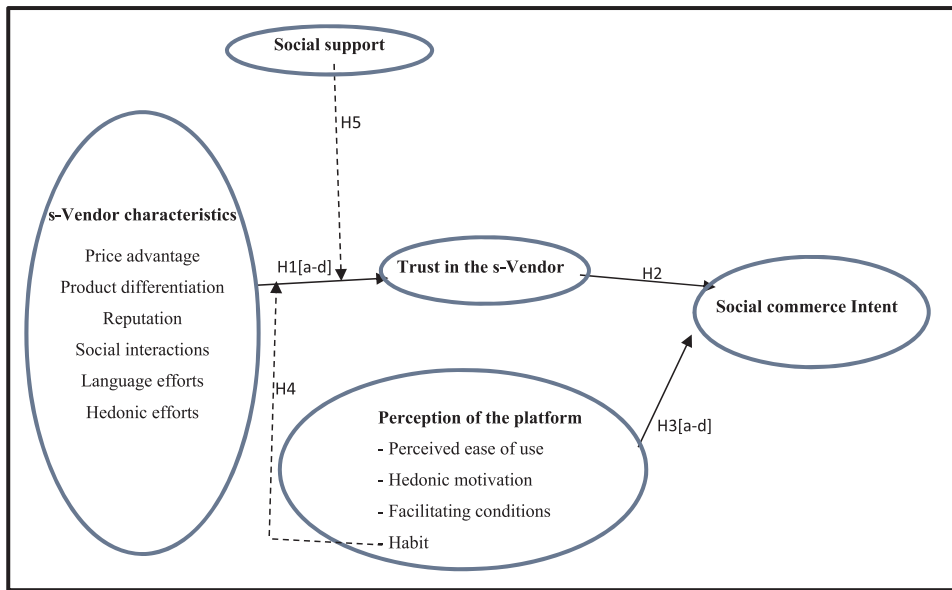 Social support
H5
s-Vendor characteristics
Price advantage
Product differentiation
Reputation
Social interactions
Language efforts
Hedonic efforts
H1[a-d]
Trust in the s-Vendor
H2
Social commerce Intent
H4
Perception of the platform
- Perceived ease of use
- Hedonic motivation
- Facilitating conditions
- Habit
H3[a-d]